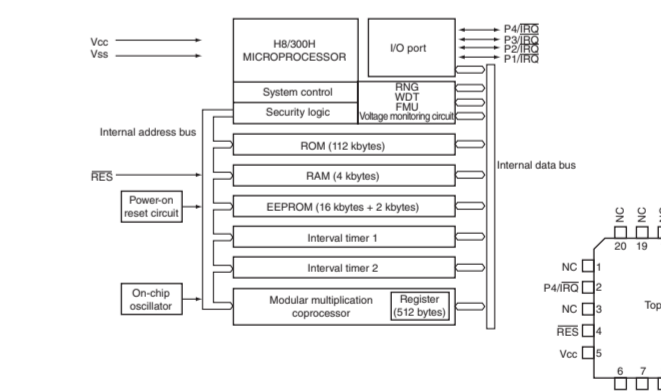 Vcc
Vss
H8/300H
MICROPROCESSOR
I/O port
P4/IRQ
P3/IRQ
P2/IRQ
P1/IRQ
System control
Security logic
RNG
WDT
FMU
Voltage monitoring circuit
Internal address bus
Internal data bus
ROM (112 kbytes)
RES
RAM (4 kbytes)
Power-on
reset circuit
EEPROM (16 kbytes + 2 kbytes)
Interval timer 1
Interval timer 2
On-chip
oscillator
Modular multiplication
coprocessor
Register
(512 bytes)
NC
NC
20 19
NC 1
P4/IRQ 2
NC 3
RES 4
Vcc 5
Top
6 7